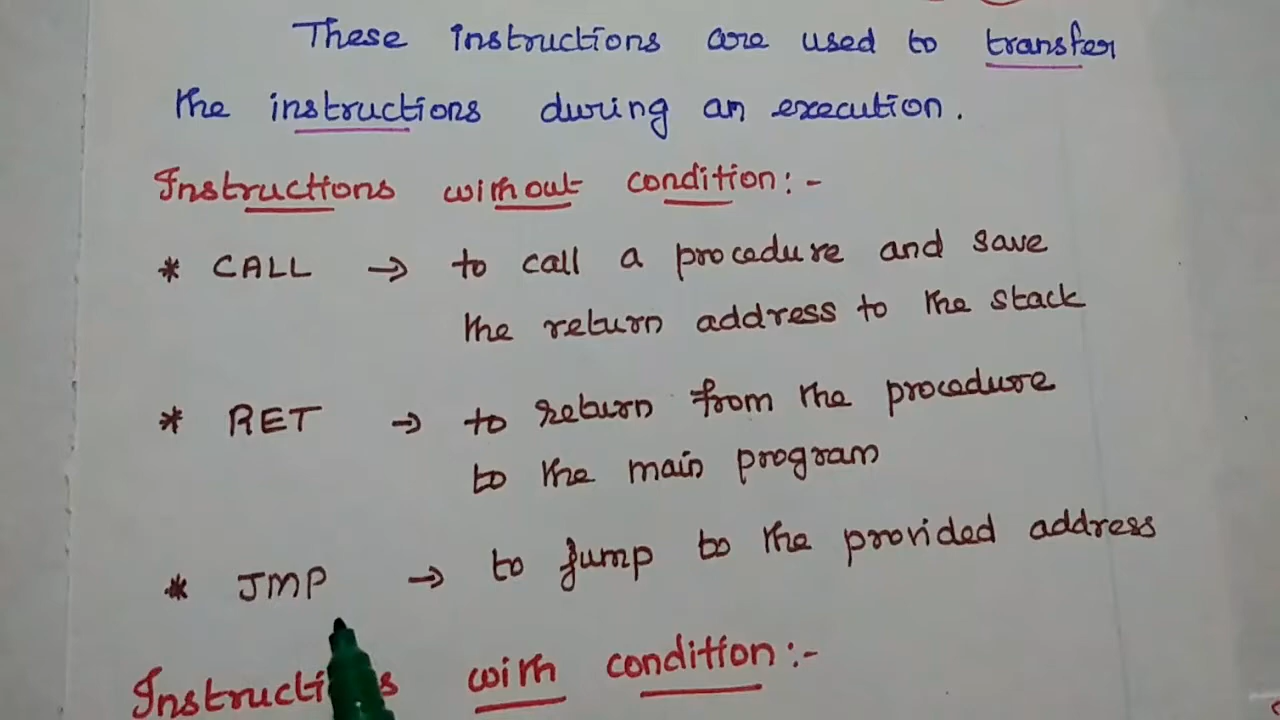 These instructions are used to transfer
the instructions during an execution.
Instructions without condition:-
* CALL → to call a procedure and save
the return address to the stack
* RET → to return from the procedure
to the main program
* JMP → to jump to the provided address
Instructions with condition:-